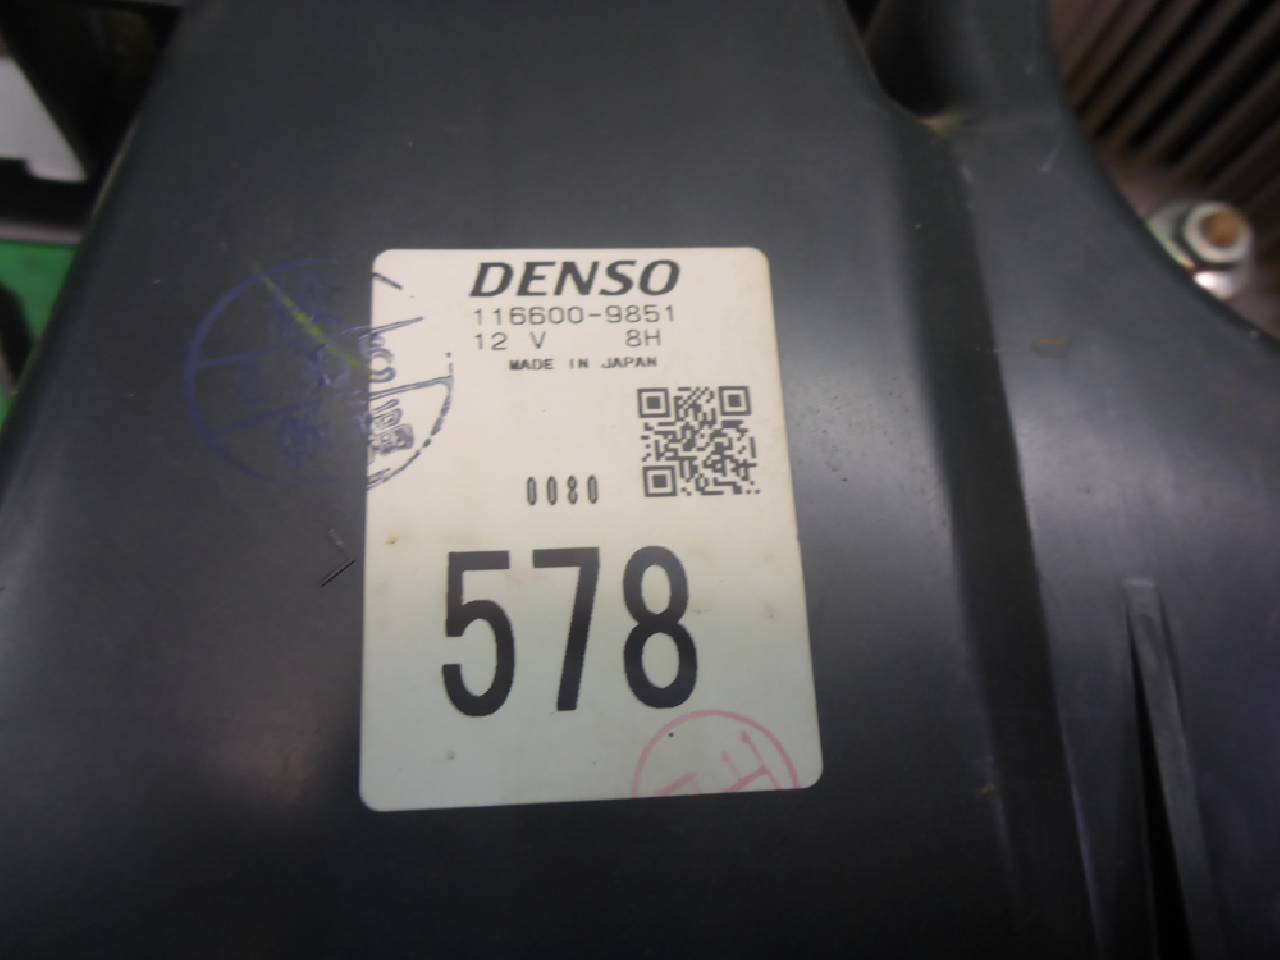 DENSO
116600-9851
12 V 8H
MADE IN JAPAN
0080
578